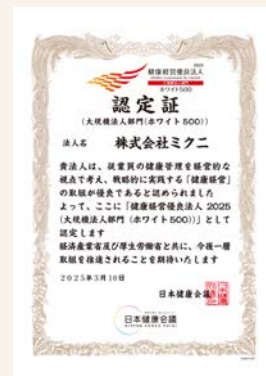 2025
健康経営優良法人
ホワイト500
認定証
(大規模法人部門(ホワイト500))
法人名 株式会社ミクニ
貴法人は、従業員の健康管理を経営的な
視点で考え、戦略的に実践する「健康経営」
の取組が優良であると認められました
よって、ここに「健康経営優良法人 2025
(大規模法人部門(ホワイト500))」として
認定します
経済産業省及び厚生労働省と共に、今後一層
取組を推進されることを期待いたします
2025年3月10日
日本健康会議
日本健康会議
NIPPON KENKO KAIGI